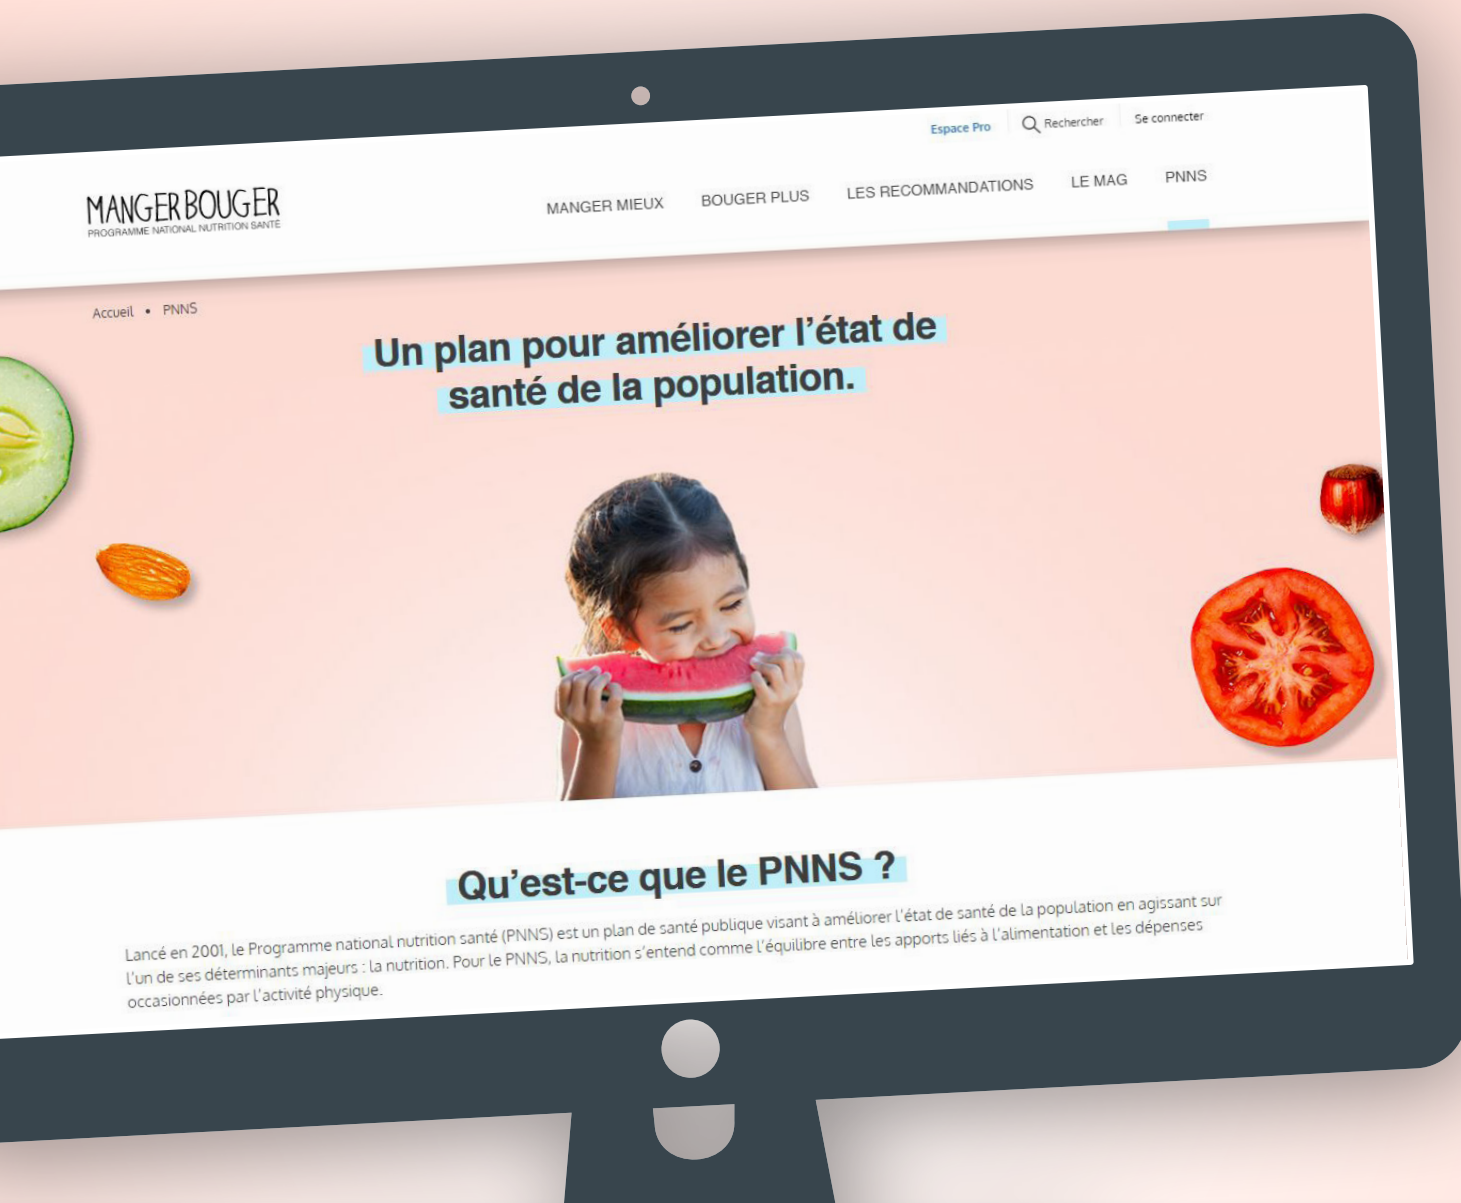 Espace Pro
Rechercher
Se connecter
MANGERBOUGER
PROGRAMME NATIONAL NUTRITION SANTÉ
MANGER MIEUX
BOUGER PLUS
LES RECOMMANDATIONS
LE MAG
PNNS
Accueil • PNNS
Un plan pour améliorer l’état de
santé de la population.
Qu’est-ce que le PNNS ?
Lancé en 2001, le Programme national nutrition santé (PNNS) est un plan de santé publique visant à améliorer l’état de santé de la population en agissant sur
l’un de ses déterminants majeurs : la nutrition. Pour le PNNS, la nutrition s’entend comme l’équilibre entre les apports liés à l’alimentation et les dépenses
occasionnées par l’activité physique.